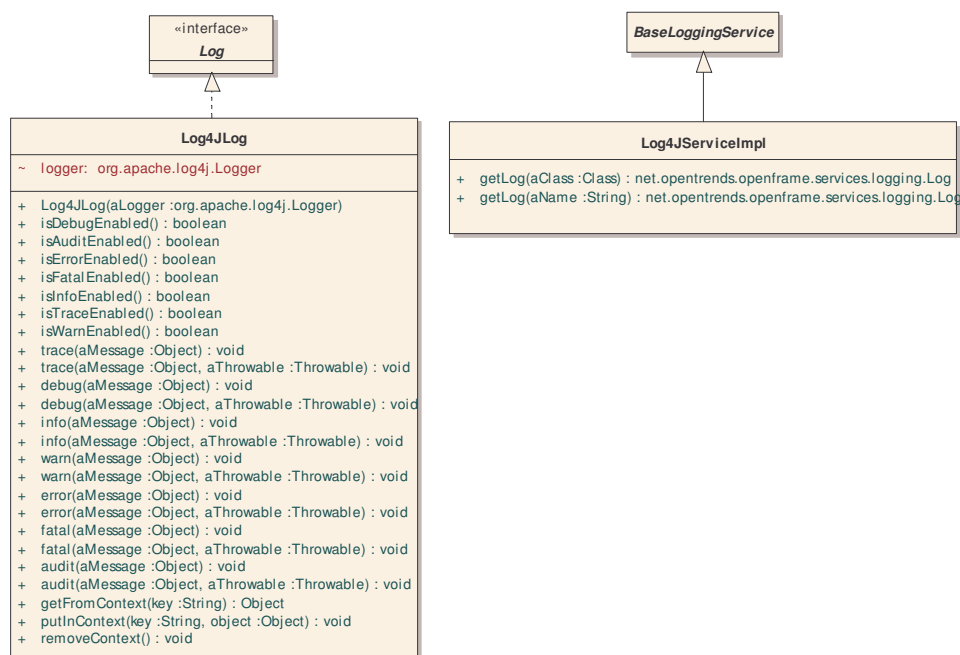 «interface»
Log
Log4JLog
~ logger: org.apache.log4j.Logger
+ Log4JLog(aLogger :org.apache.log4j.Logger)
+ isDebugEnabled() : boolean
+ isAuditEnabled() : boolean
+ isErrorEnabled() : boolean
+ isFatalEnabled() : boolean
+ isInfoEnabled() : boolean
+ isTraceEnabled() : boolean
+ isWarnEnabled() : boolean
+ trace(aMessage :Object) : void
+ trace(aMessage :Object, aThrowable :Throwable) : void
+ debug(aMessage :Object) : void
+ debug(aMessage :Object, aThrowable :Throwable) : void
+ info(aMessage :Object) : void
+ info(aMessage :Object, aThrowable :Throwable) : void
+ warn(aMessage :Object) : void
+ warn(aMessage :Object, aThrowable :Throwable) : void
+ error(aMessage :Object) : void
+ error(aMessage :Object, aThrowable :Throwable) : void
+ fatal(aMessage :Object) : void
+ fatal(aMessage :Object, aThrowable :Throwable) : void
+ audit(aMessage :Object) : void
+ audit(aMessage :Object, aThrowable :Throwable) : void
+ getFromContext(key :String) : Object
+ putInContext(key :String, object :Object) : void
+ removeContext() : void
BaseLoggingService
Log4JServiceImpl
+ getLog(aClass :Class) : net.opentrends.openframe.services.logging.Log
+ getLog(aName :String) : net.opentrends.openframe.services.logging.Log